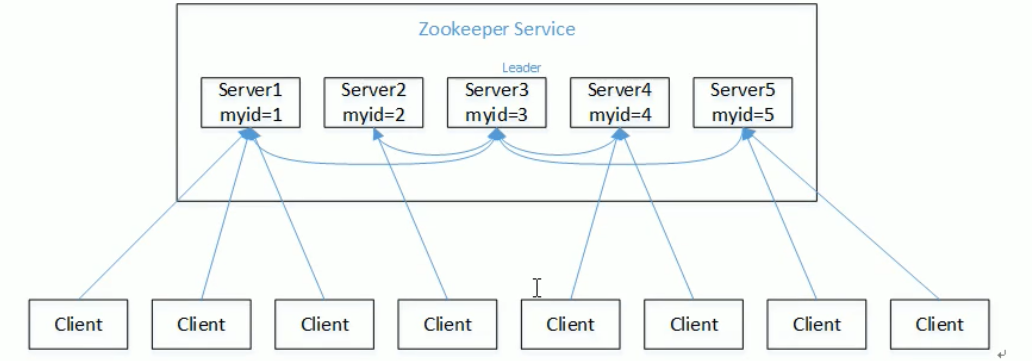 Zookeeper Service
Leader
Server1
myid=1
Server2
myid=2
Server3
myid=3
Server4
myid=4
Server5
myid=5
Client
Client
Client
Client
Client
Client
Client
Client